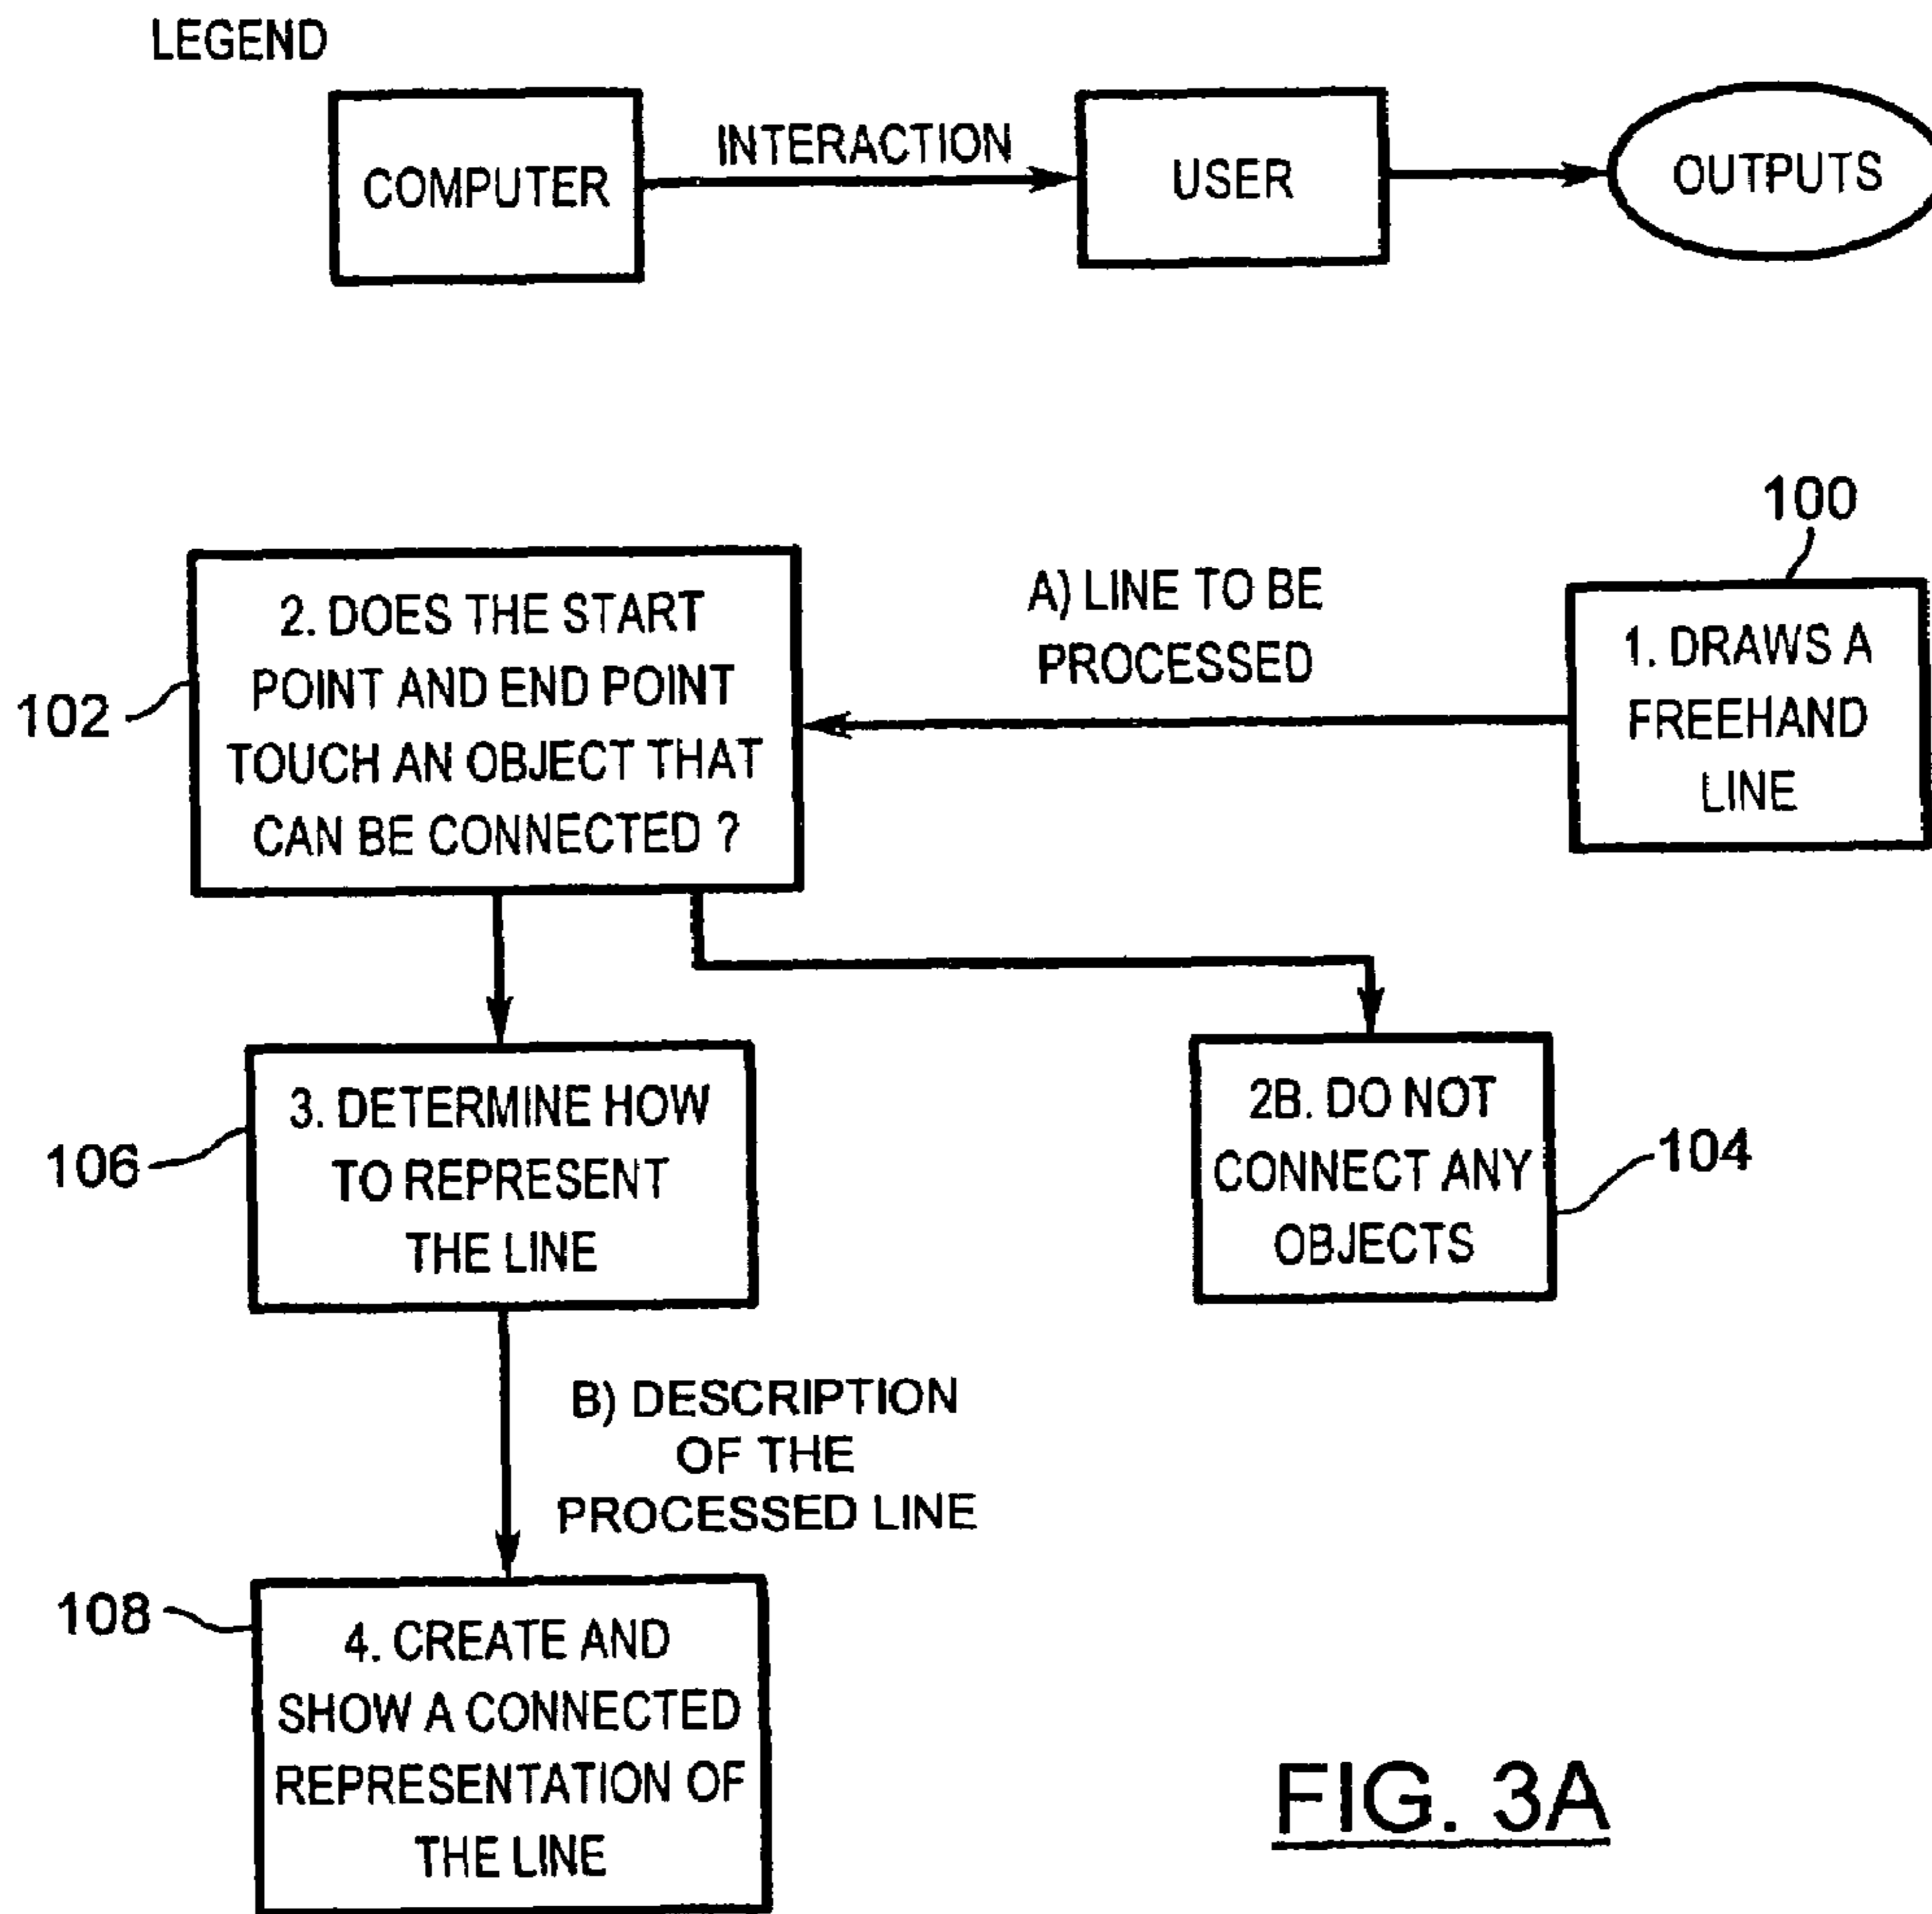 LEGEND
COMPUTER
INTERACTION
USER
OUTPUTS
100
1. DRAWS A
FREEHAND
LINE
A) LINE TO BE
PROCESSED
102
2. DOES THE START
POINT AND END POINT
TOUCH AN OBJECT THAT
CAN BE CONNECTED ?
106
3. DETERMINE HOW
TO REPRESENT
THE LINE
2B. DO NOT
CONNECT ANY
OBJECTS
104
B) DESCRIPTION
OF THE
PROCESSED LINE
108
4. CREATE AND
SHOW A CONNECTED
REPRESENTATION OF
THE LINE
FIG. 3A